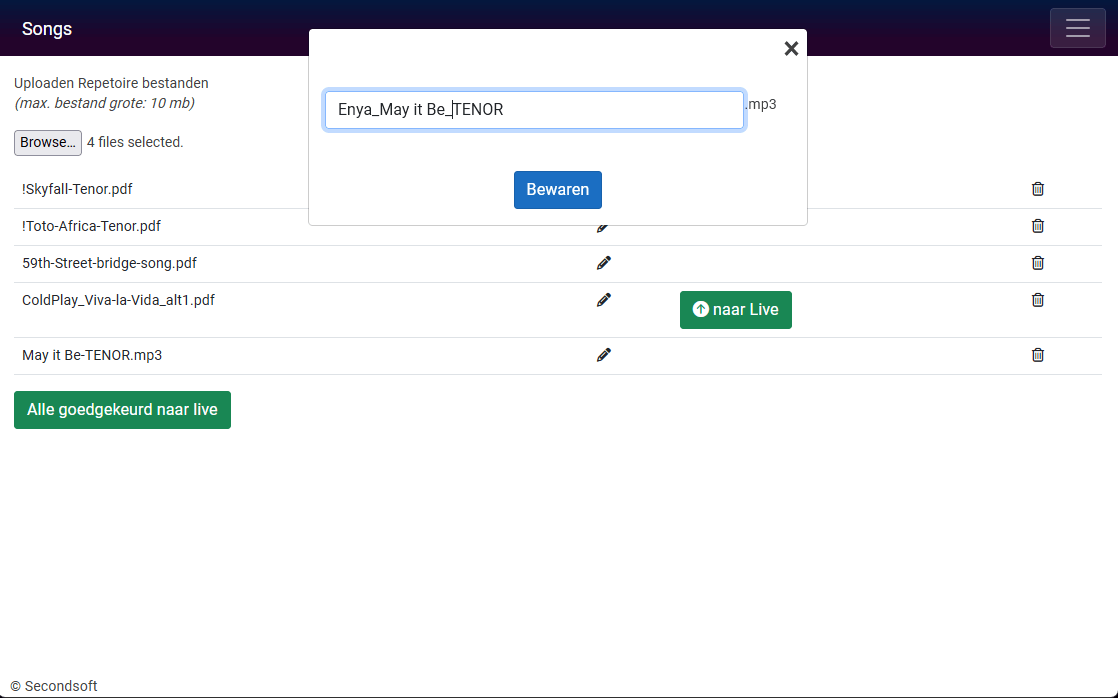 Songs
×
Uploaden Repetoire bestanden
(max. bestand grote: 10 mb)
Enya_May it Be_TENOR
.mp3
Browse…
4 files selected.
Bewaren
!Skyfall-Tenor.pdf
!Toto-Africa-Tenor.pdf
59th-Street-bridge-song.pdf
ColdPlay_Viva-la-Vida_alt1.pdf
naar Live
May it Be-TENOR.mp3
Alle goedgekeurd naar live
© Secondsoft